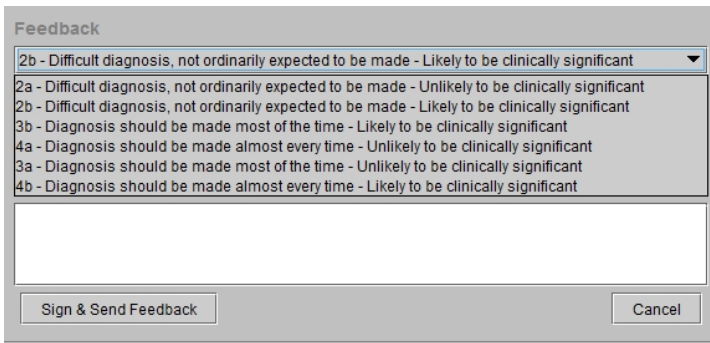 Feedback
2b - Difficult diagnosis, not ordinarily expected to be made - Likely to be clinically significant
2a - Difficult diagnosis, not ordinarily expected to be made - Unlikely to be clinically significant
2b - Difficult diagnosis, not ordinarily expected to be made - Likely to be clinically significant
3b - Diagnosis should be made most of the time - Likely to be clinically significant
4a - Diagnosis should be made almost every time - Unlikely to be clinically significant
3a - Diagnosis should be made most of the time - Unlikely to be clinically significant
4b - Diagnosis should be made almost every time - Likely to be clinically significant
Sign & Send Feedback
Cancel